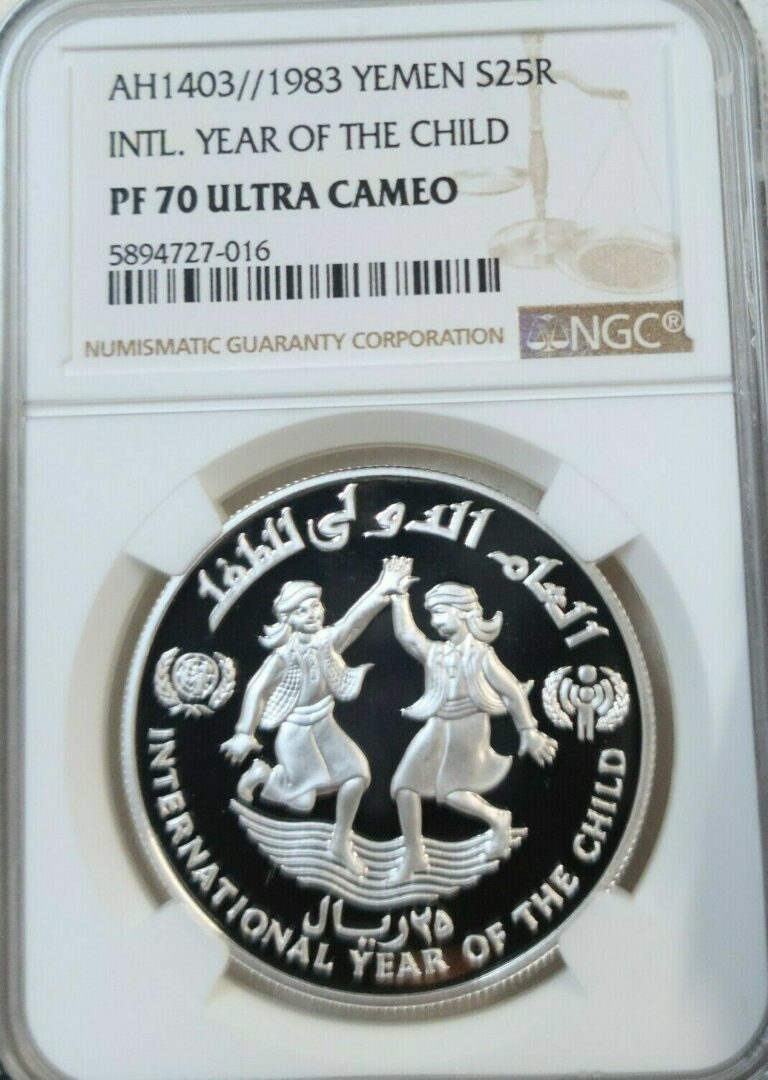 AH1403//1983 YEMEN S25R
INTL. YEAR OF THE CHILD
PF 70 ULTRA CAMEO
5894727-016
NUMISMATIC GUARANTY CORPORATION
NGC®
العام الدولي للطفل
٢٥ ريال
INTERNATIONAL YEAR OF THE CHILD